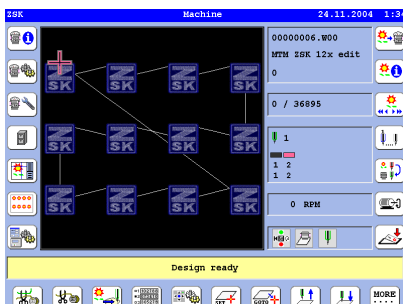 ZSK Machine 24.11.2004 1:34
00000006.W00
MTM ZSK 12x edit
0
0 / 36895
1
1 2
1 2
0 RPM
Z SK Z SK Z SK Z SK
Z SK Z SK Z SK Z SK
Z SK Z SK Z SK Z SK
Design ready
SET GOTO MORE